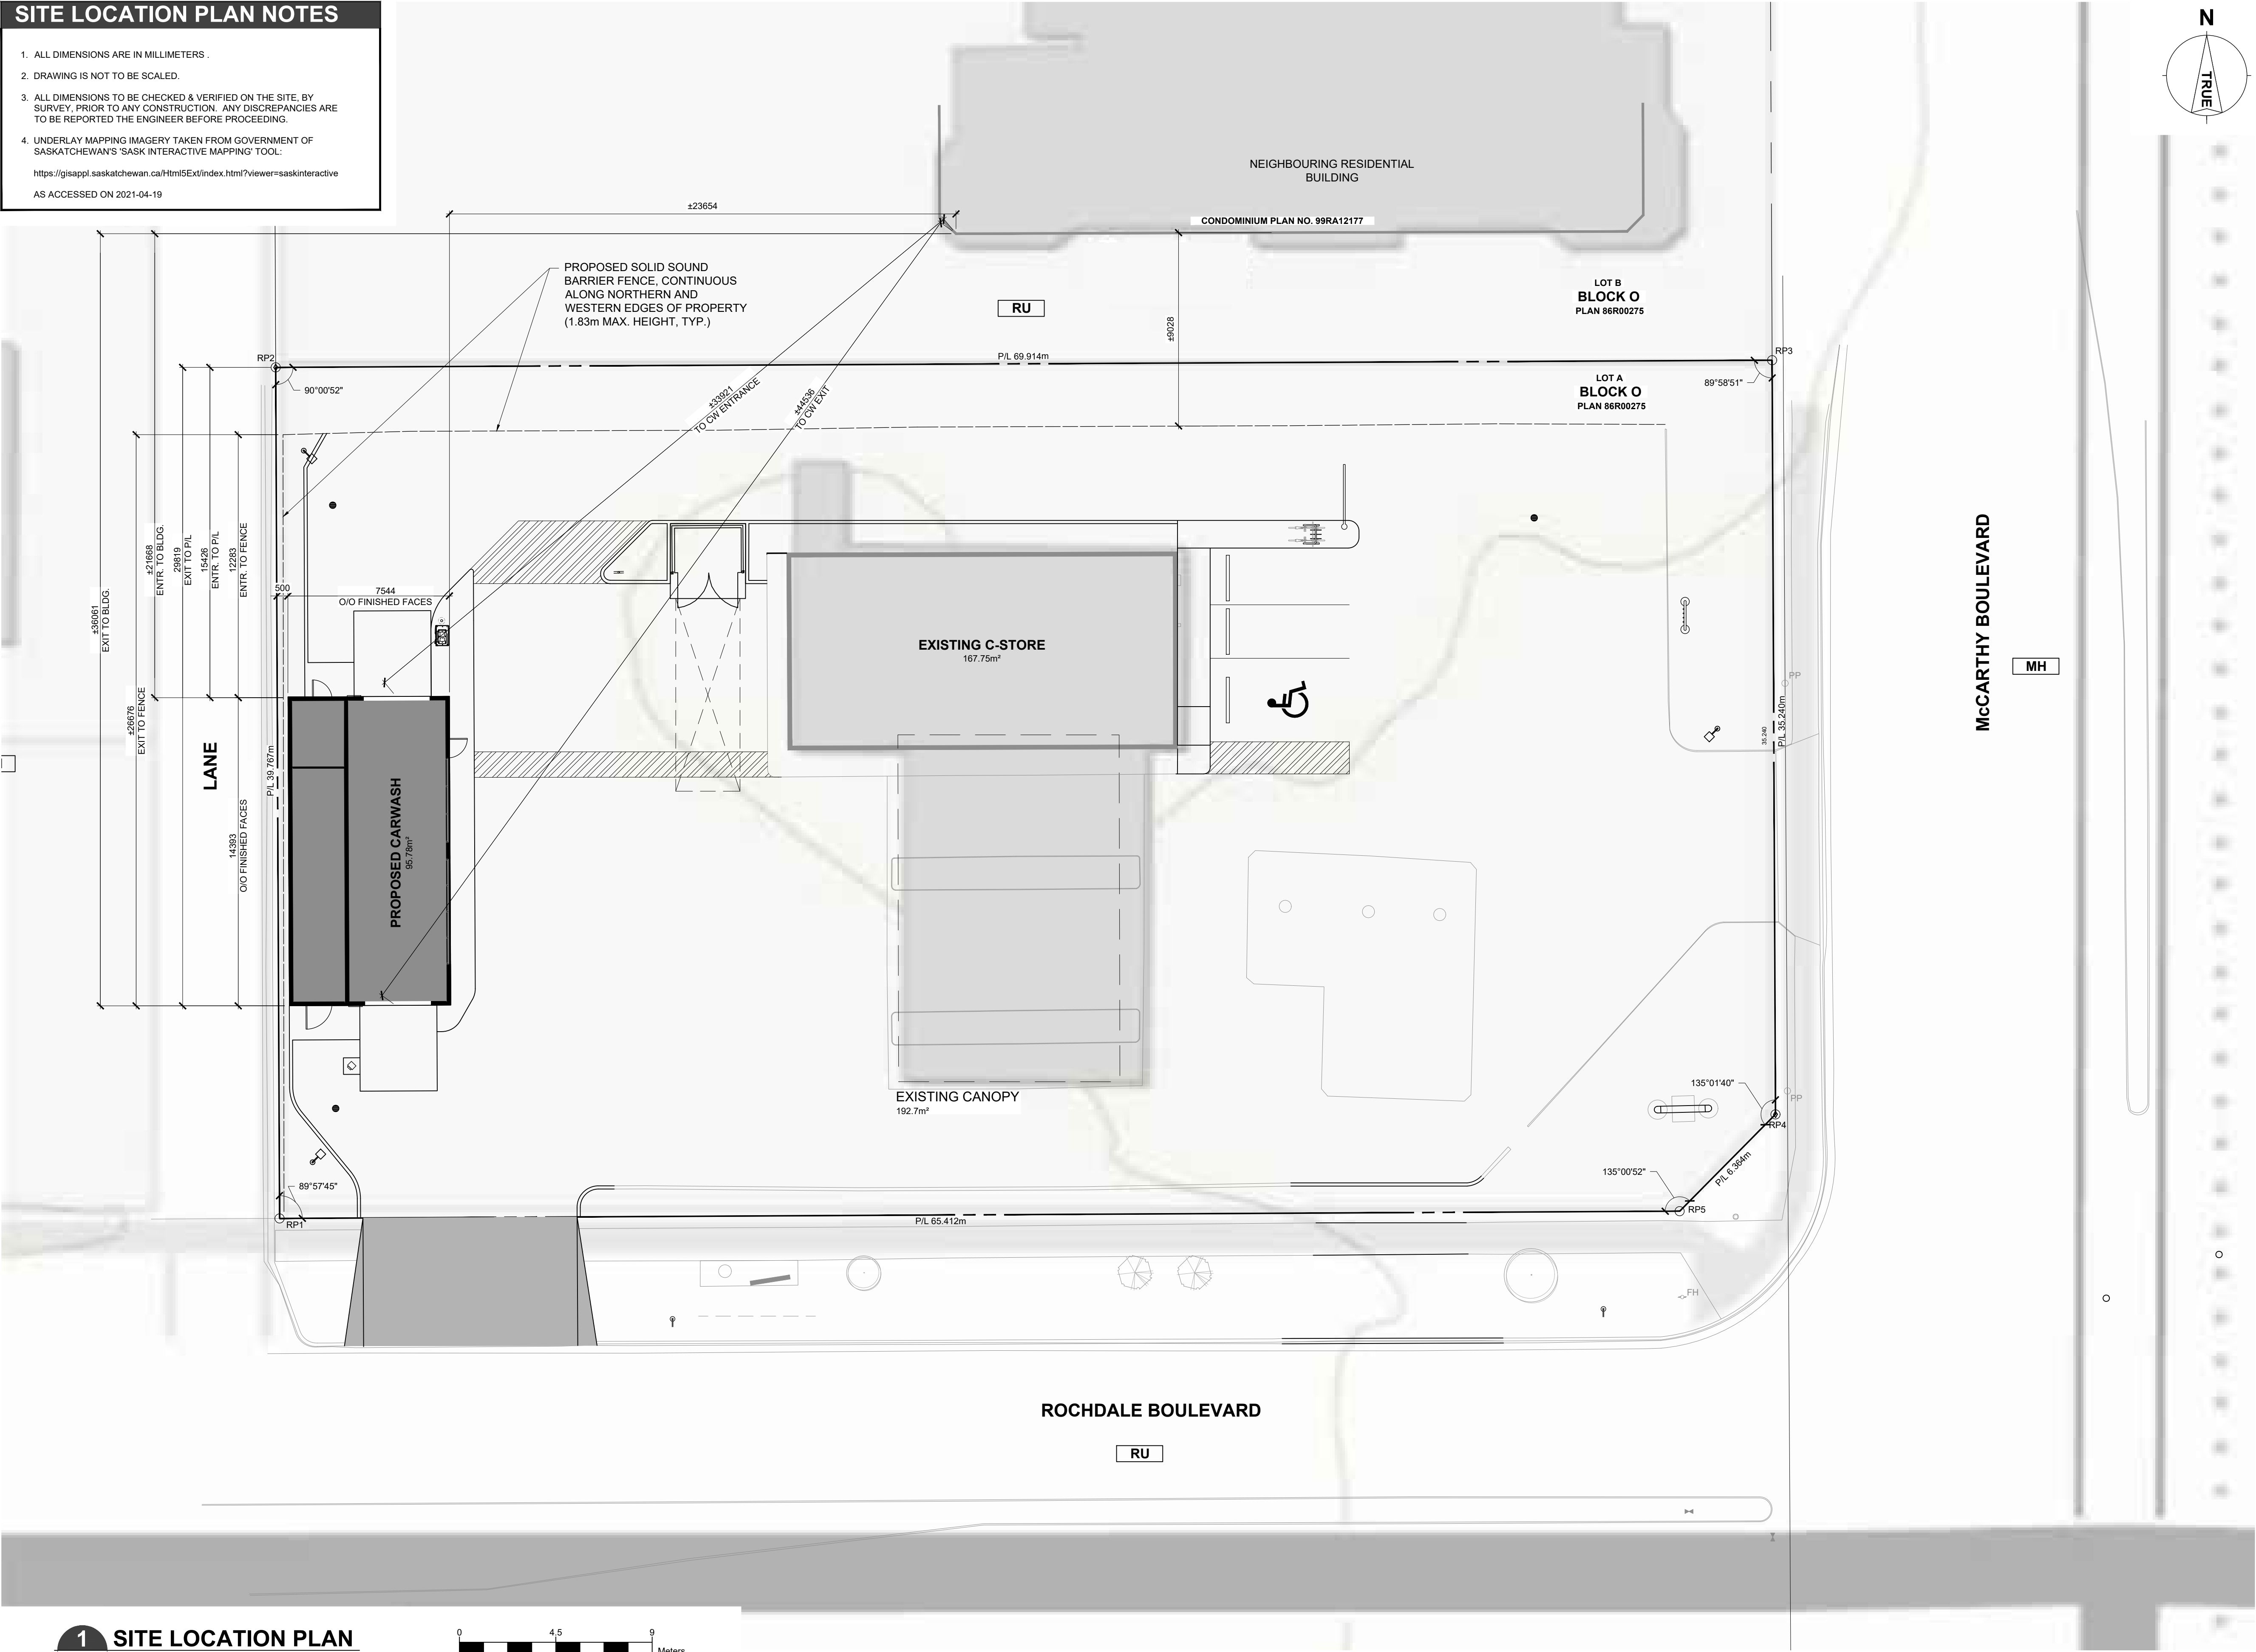 SITE LOCATION PLAN NOTES
1. ALL DIMENSIONS ARE IN MILLIMETERS .
2. DRAWING IS NOT TO BE SCALED.
3. ALL DIMENSIONS TO BE CHECKED & VERIFIED ON THE SITE, BY
SURVEY, PRIOR TO ANY CONSTRUCTION. ANY DISCREPANCIES ARE
TO BE REPORTED THE ENGINEER BEFORE PROCEEDING.
4. UNDERLAY MAPPING IMAGERY TAKEN FROM GOVERNMENT OF
SASKATCHEWAN'S 'SASK INTERACTIVE MAPPING' TOOL:
https://gisappl.saskatchewan.ca/Html5Ext/index.html?viewer=saskinteractive
AS ACCESSED ON 2021-04-19
N
TRUE
NEIGHBOURING RESIDENTIAL
BUILDING
CONDOMINIUM PLAN NO. 99RA12177
±23654
PROPOSED SOLID SOUND
BARRIER FENCE, CONTINUOUS
ALONG NORTHERN AND
WESTERN EDGES OF PROPERTY
(1.83m MAX. HEIGHT, TYP.)
RU
LOT B
BLOCK O
PLAN 86R00275
±9028
RP2
P/L 69.914m
RP3
90°00'52"
89°58'51"
LOT A
BLOCK O
PLAN 86R00275
±33921
TO CW ENTRANCE
±44536
TO CW EXIT
±36061
EXIT TO BLDG.
±26676
EXIT TO FENCE
±21668
ENTR. TO BLDG.
29819
EXIT TO P/L
15426
ENTR. TO P/L
12283
ENTR. TO FENCE
500
7544
O/O FINISHED FACES
14393
O/O FINISHED FACES
LANE
P/L 39.767m
PROPOSED CARWASH
95.78m²
EXISTING C-STORE
167.75m²
EXISTING CANOPY
192.7m²
McCARTHY BOULEVARD
MH
PP
35.240
P/L 35.240m
135°01'40"
PP
RP4
P/L 6.364m
135°00'52"
RP5
89°57'45"
RP1
P/L 65.412m
FH
ROCHDALE BOULEVARD
RU
1 SITE LOCATION PLAN
0 4.5 9
Meters